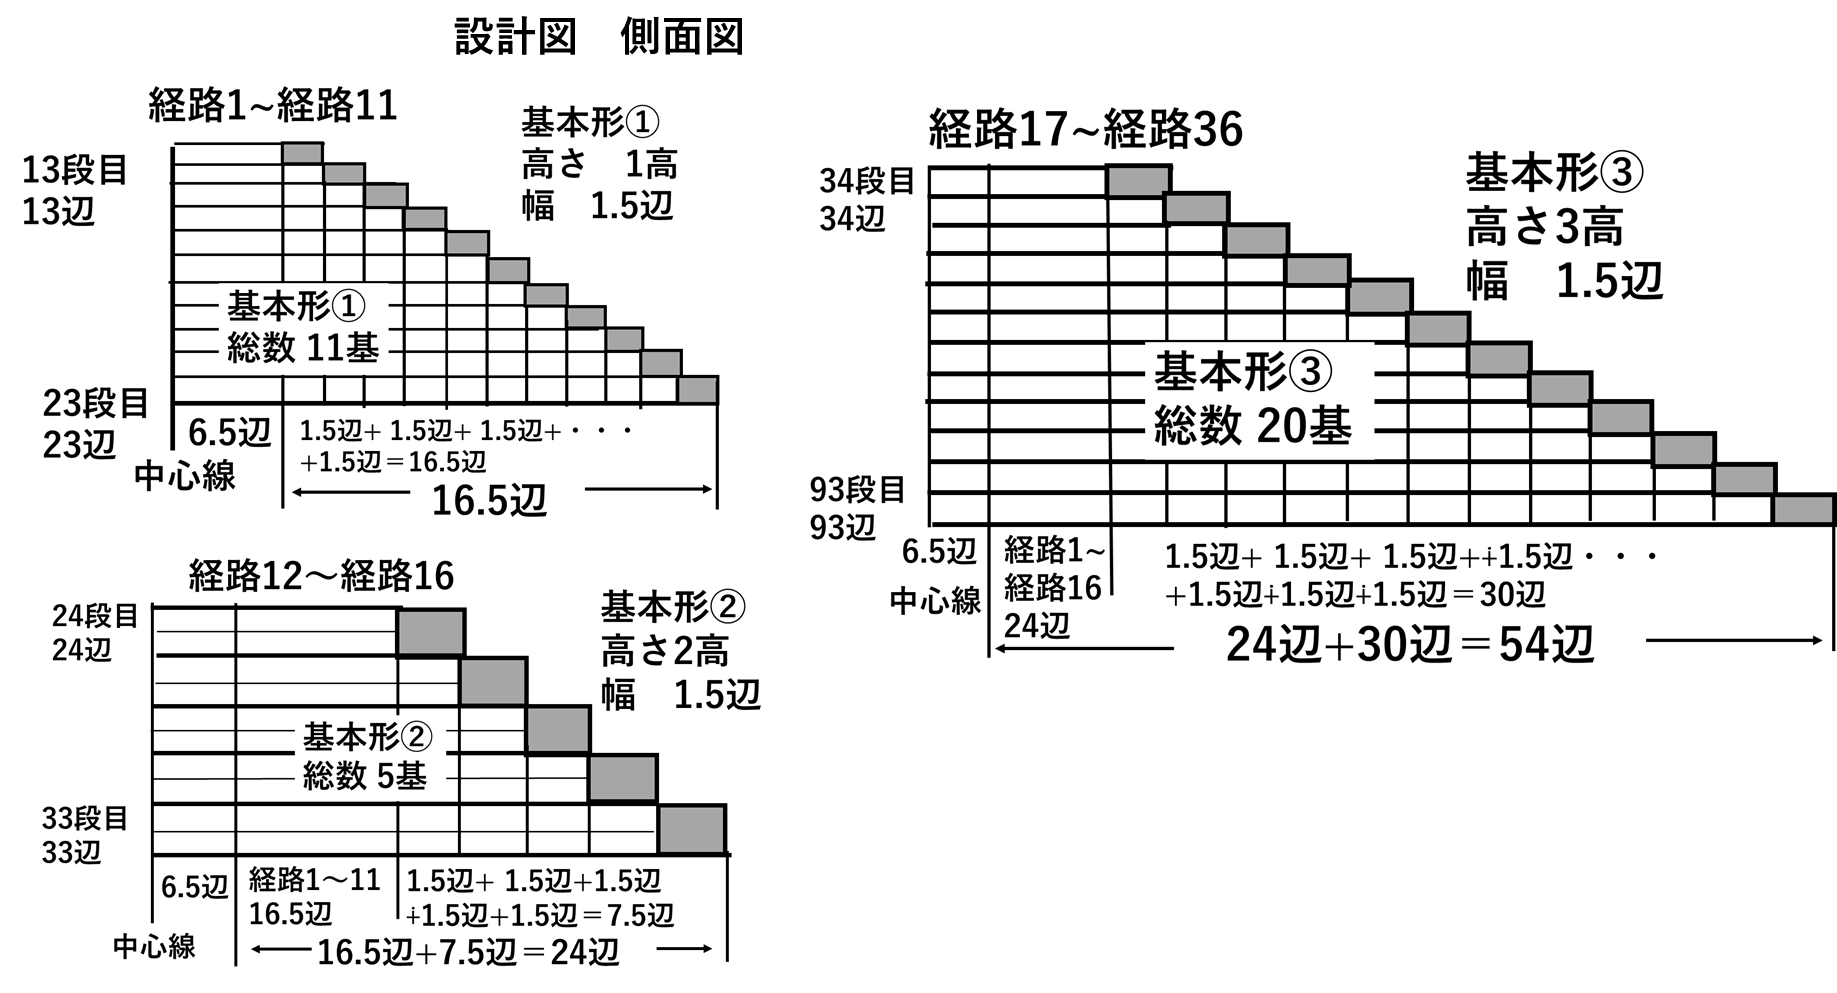 設計図　側面図
経路1~経路11
基本形①
高さ　1高
幅　1.5辺
13段目
13辺
基本形①
総数 11基
23段目
23辺
6.5辺
中心線
1.5辺+ 1.5辺+ 1.5辺+・・・
+1.5辺＝16.5辺
16.5辺
経路12～経路16
基本形②
高さ2高
幅　1.5辺
24段目
24辺
基本形②
総数 5基
33段目
33辺
6.5辺
中心線
経路1～11
16.5辺
1.5辺+ 1.5辺+1.5辺
+1.5辺+1.5辺＝7.5辺
16.5辺+7.5辺＝24辺
経路17~経路36
基本形③
高さ3高
幅　1.5辺
34段目
34辺
基本形③
総数 20基
93段目
93辺
6.5辺
中心線
経路1~
経路16
24辺
1.5辺+ 1.5辺+ 1.5辺++1.5辺・・・
+1.5辺+1.5辺+1.5辺＝30辺
24辺+30辺＝54辺